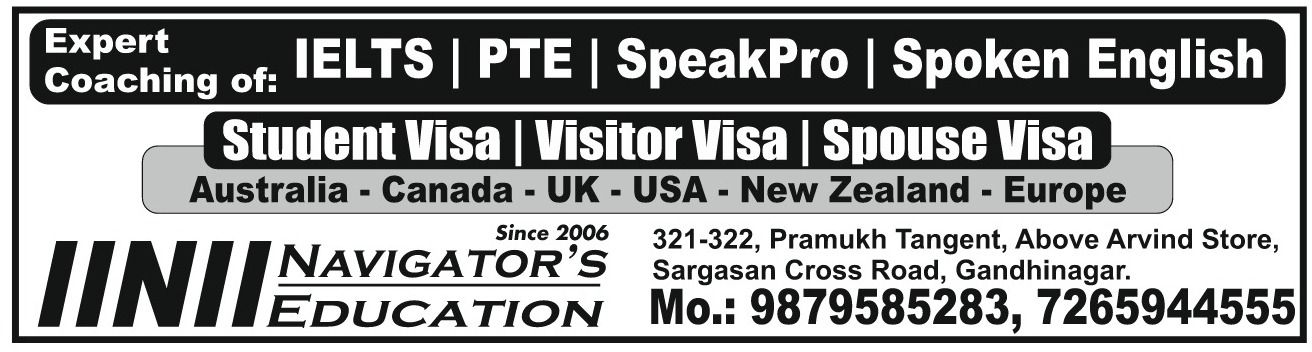 Expert
Coaching of:
IELTS | PTE | SpeakPro | Spoken English
Student Visa | Visitor Visa | Spouse Visa
Australia - Canada - UK - USA - New Zealand - Europe
Since 2006
NAVIGATOR'S
EDUCATION
321-322, Pramukh Tangent, Above Arvind Store,
Sargasan Cross Road, Gandhinagar.
Mo.: 9879585283, 7265944555